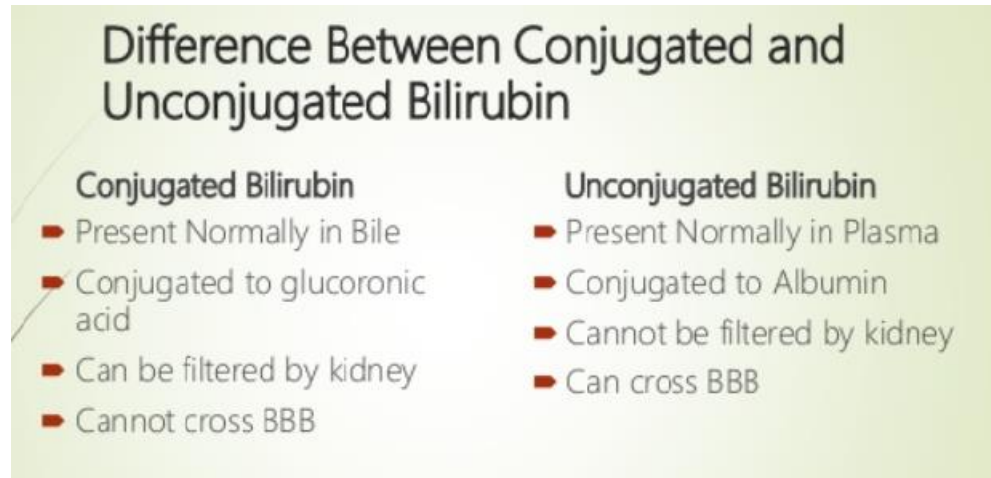 Difference Between Conjugated and
Unconjugated Bilirubin
Conjugated Bilirubin
Present Normally in Bile
Conjugated to glucoronic
acid
Can be filtered by kidney
Cannot cross BBB
Unconjugated Bilirubin
Present Normally in Plasma
Conjugated to Albumin
Cannot be filtered by kidney
Can cross BBB